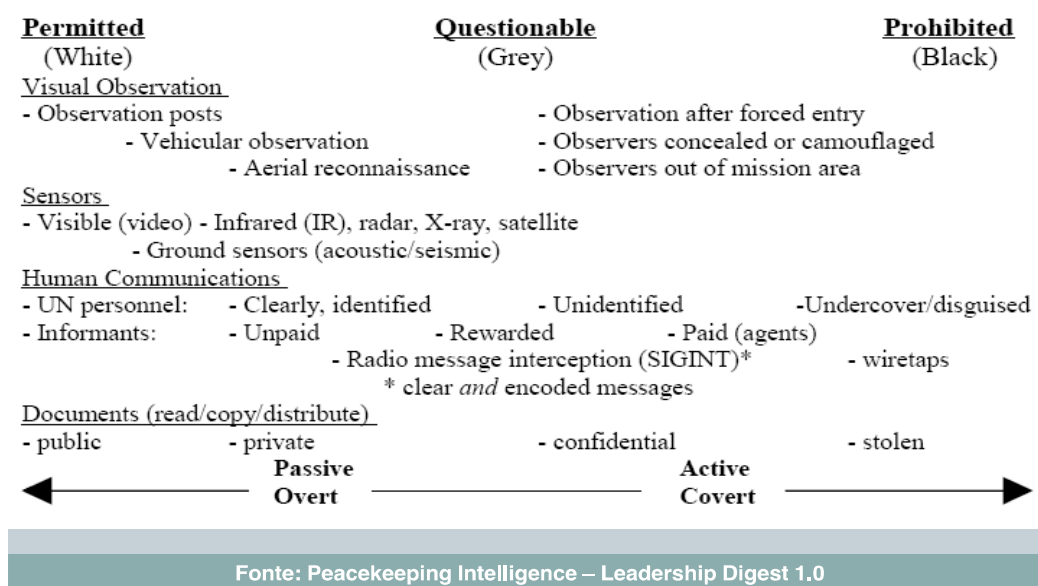 Permitted Questionable Prohibited
(White) (Grey) (Black)
Visual Observation
- Observation posts - Observation after forced entry
- Vehicular observation - Observers concealed or camouflaged
- Aerial reconnaissance - Observers out of mission area
Sensors
- Visible (video) - Infrared (IR), radar, X-ray, satellite
- Ground sensors (acoustic/seismic)
Human Communications
- UN personnel: - Clearly, identified - Unidentified -Undercover/disguised
- Informants: - Unpaid - Rewarded - Paid (agents)
- Radio message interception (SIGINT)* - wiretaps
* clear and encoded messages
Documents (read/copy/distribute)
- public - private - confidential - stolen
Passive Active
Overt Covert
Fonte: Peacekeeping Intelligence – Leadership Digest 1.0